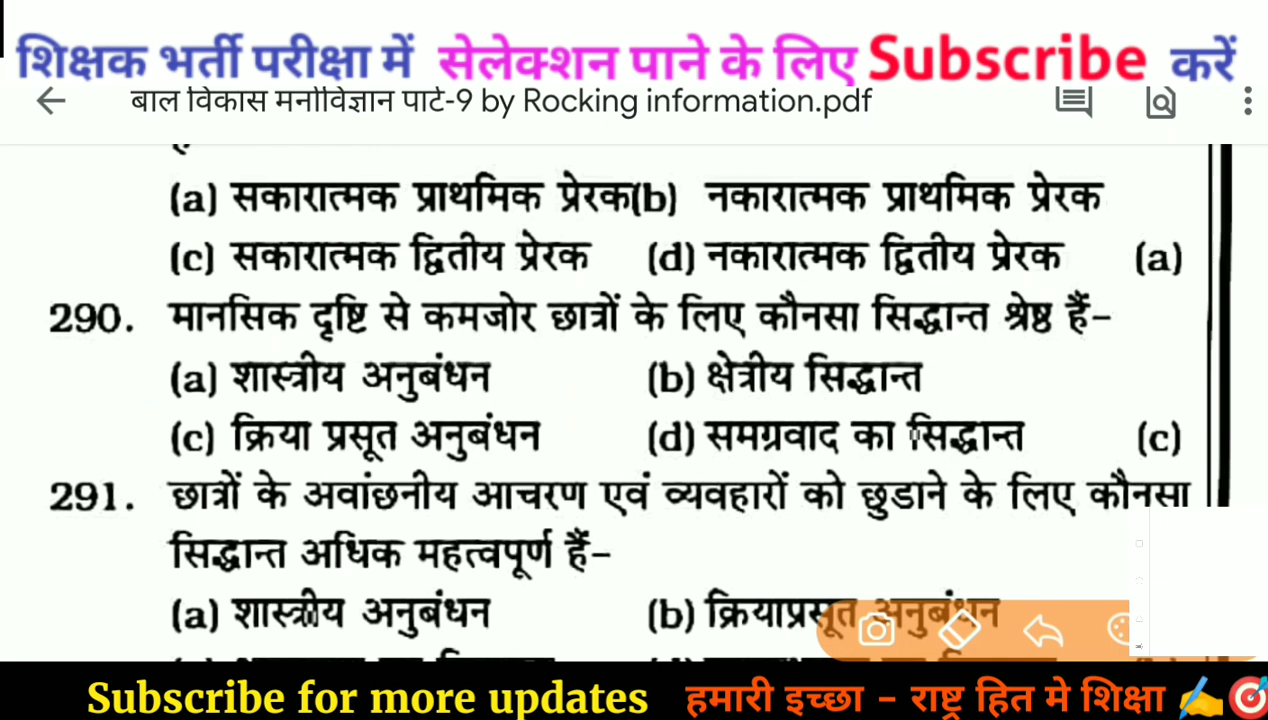 शिक्षक भर्ती परीक्षा में सेलेक्शन पाने के लिए Subscribe करें
बाल विकास मनोविज्ञान पार्ट-9 by Rocking information.pdf
(a) सकारात्मक प्राथमिक प्रेरक(b) नकारात्मक प्राथमिक प्रेरक
(c) सकारात्मक द्वितीय प्रेरक (d) नकारात्मक द्वितीय प्रेरक (a)
290. मानसिक दृष्टि से कमजोर छात्रों के लिए कौनसा सिद्धान्त श्रेष्ठ हैं-
(a) शास्त्रीय अनुबंधन (b) क्षेत्रीय सिद्धान्त
(c) क्रिया प्रसूत अनुबंधन (d) समग्रवाद का सिद्धान्त (c)
291. छात्रों के अवांछनीय आचरण एवं व्यवहारों को छुडाने के लिए कौनसा
सिद्धान्त अधिक महत्वपूर्ण हैं-
(a) शास्त्रीय अनुबंधन (b) क्रियाप्रसूत अनुबंधन
Subscribe for more updates हमारी इच्छा - राष्ट्र हित मे शिक्षा